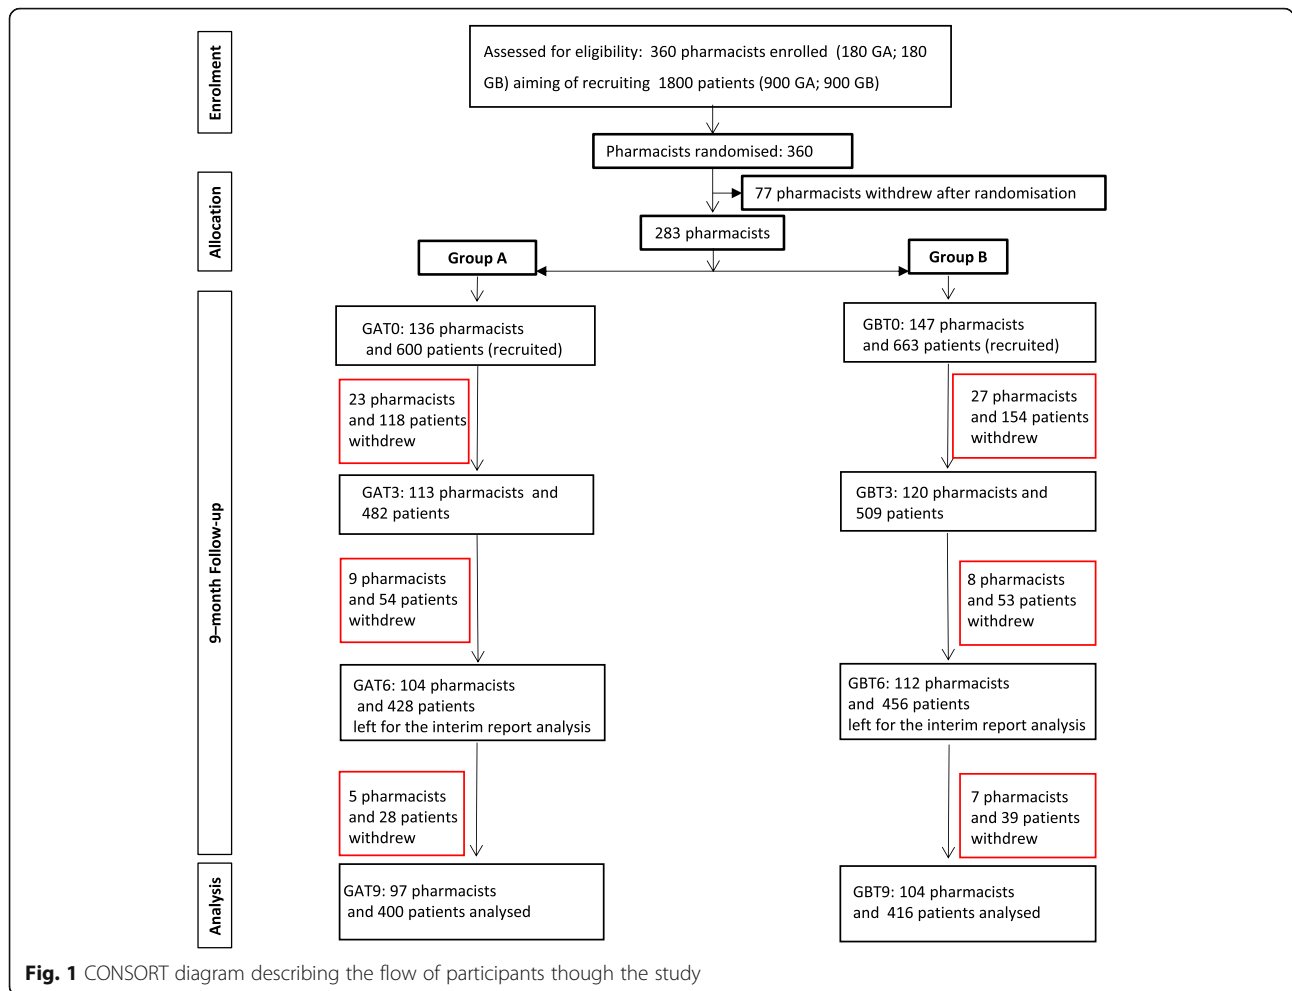 Enrolment
Assessed for eligibility: 360 pharmacists enrolled (180 GA; 180
GB) aiming of recruiting 1800 patients (900 GA; 900 GB)
Pharmacists randomised: 360
Allocation
77 pharmacists withdrew after randomisation
283 pharmacists
Group A
Group B
9–month Follow-up
GAT0: 136 pharmacists
and 600 patients (recruited)
GBT0: 147 pharmacists
and 663 patients (recruited)
23 pharmacists
and 118 patients
withdrew
27 pharmacists
and 154 patients
withdrew
GAT3: 113 pharmacists and
482 patients
GBT3: 120 pharmacists and
509 patients
9 pharmacists
and 54 patients
withdrew
8 pharmacists
and 53 patients
withdrew
GAT6: 104 pharmacists
and 428 patients
left for the interim report analysis
GBT6: 112 pharmacists
and 456 patients
left for the interim report analysis
5 pharmacists
and 28 patients
withdrew
7 pharmacists
and 39 patients
withdrew
Analysis
GAT9: 97 pharmacists
and 400 patients analysed
GBT9: 104 pharmacists
and 416 patients analysed
Fig. 1 CONSORT diagram describing the flow of participants though the study